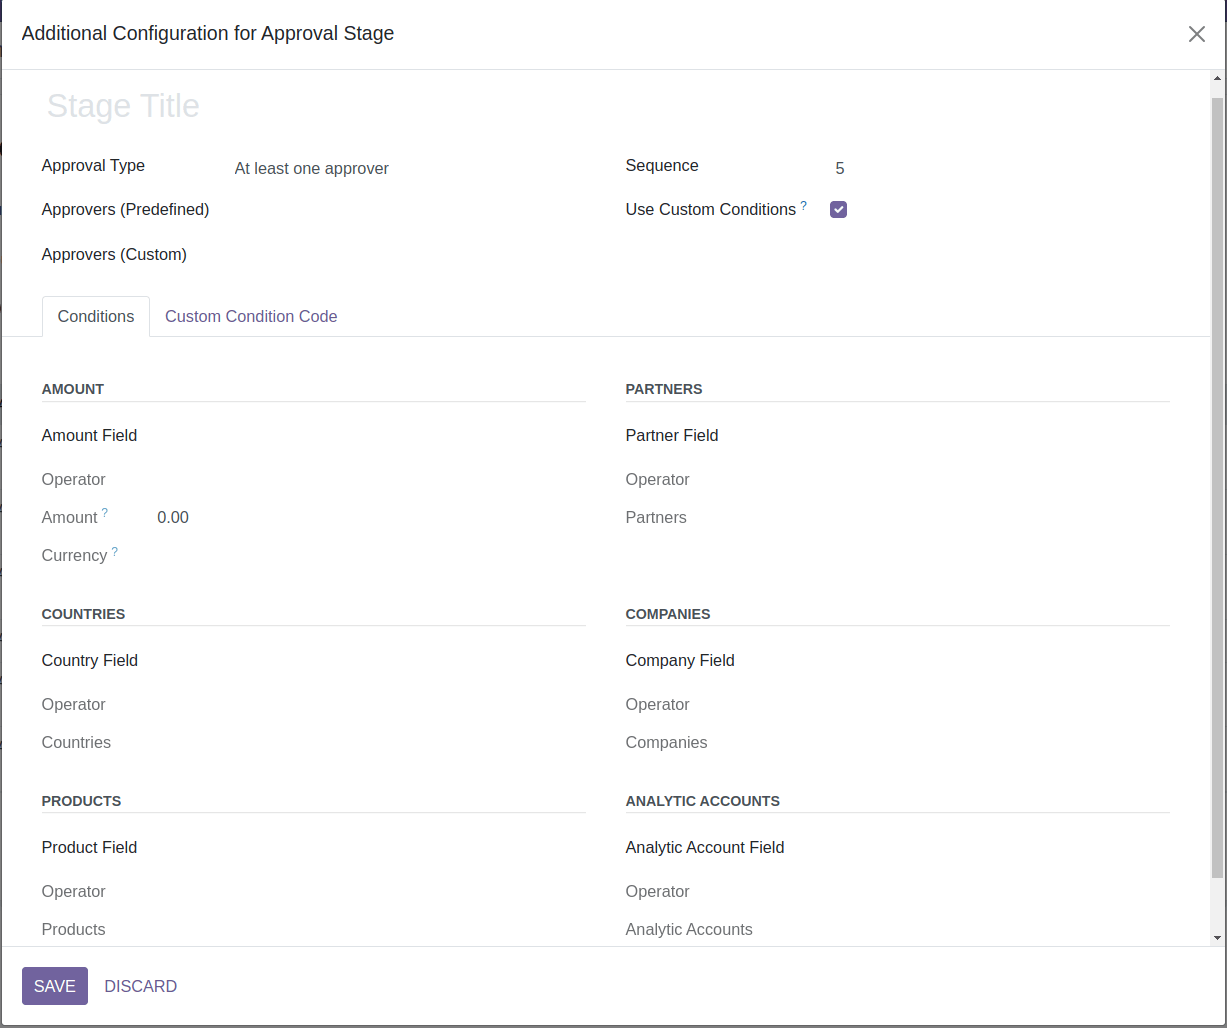 Additional Configuration for Approval Stage
Stage Title
Approval Type At least one approver
Sequence 5
Approvers (Predefined)
Use Custom Conditions ?
Approvers (Custom)
Conditions Custom Condition Code
AMOUNT
Amount Field
Operator
Amount ? 0.00
Currency ?
PARTNERS
Partner Field
Operator
Partners
COUNTRIES
Country Field
Operator
Countries
COMPANIES
Company Field
Operator
Companies
PRODUCTS
Product Field
Operator
Products
ANALYTIC ACCOUNTS
Analytic Account Field
Operator
Analytic Accounts
SAVE DISCARD